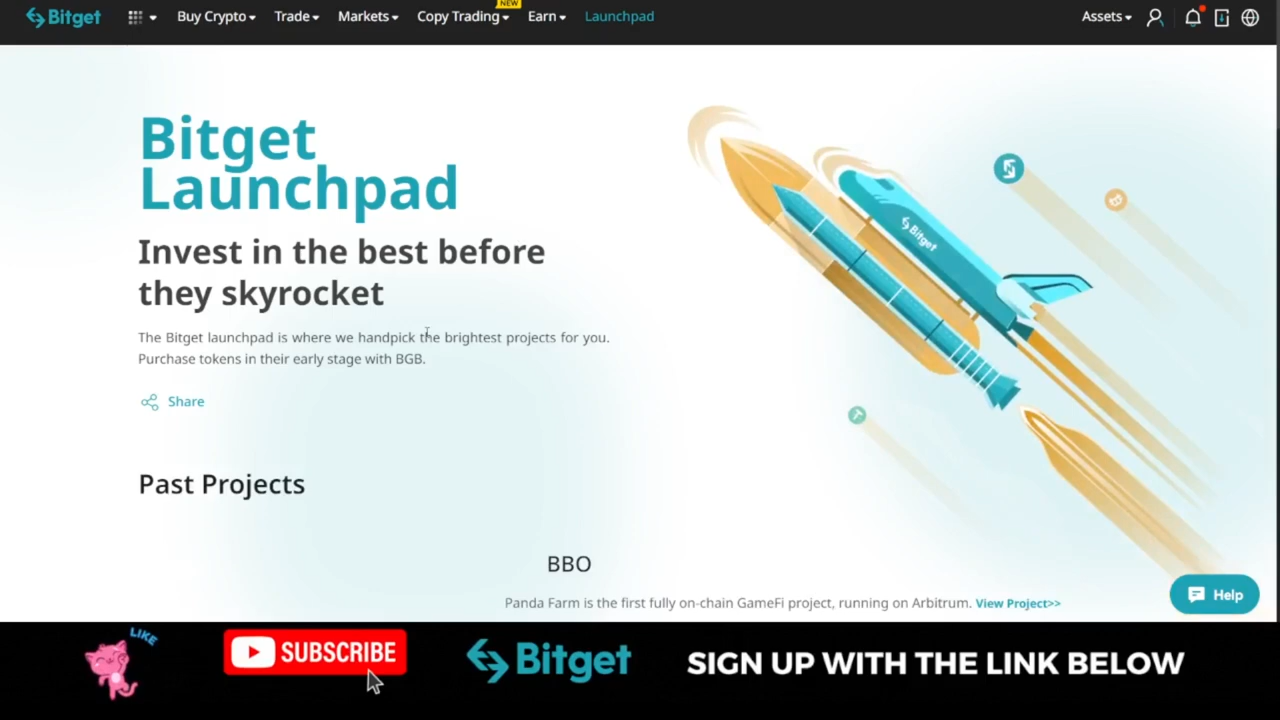 Bitget Buy Crypto Trade Markets Copy Trading NEW Earn Launchpad Assets
Bitget
Launchpad
Invest in the best before
they skyrocket
The Bitget launchpad is where we handpick the brightest projects for you.
Purchase tokens in their early stage with BGB.
Share
Bitget
Past Projects
BBO
Panda Farm is the first fully on-chain GameFi project, running on Arbitrum. View Project>>
Help
LIKE
SUBSCRIBE
Bitget
SIGN UP WITH THE LINK BELOW